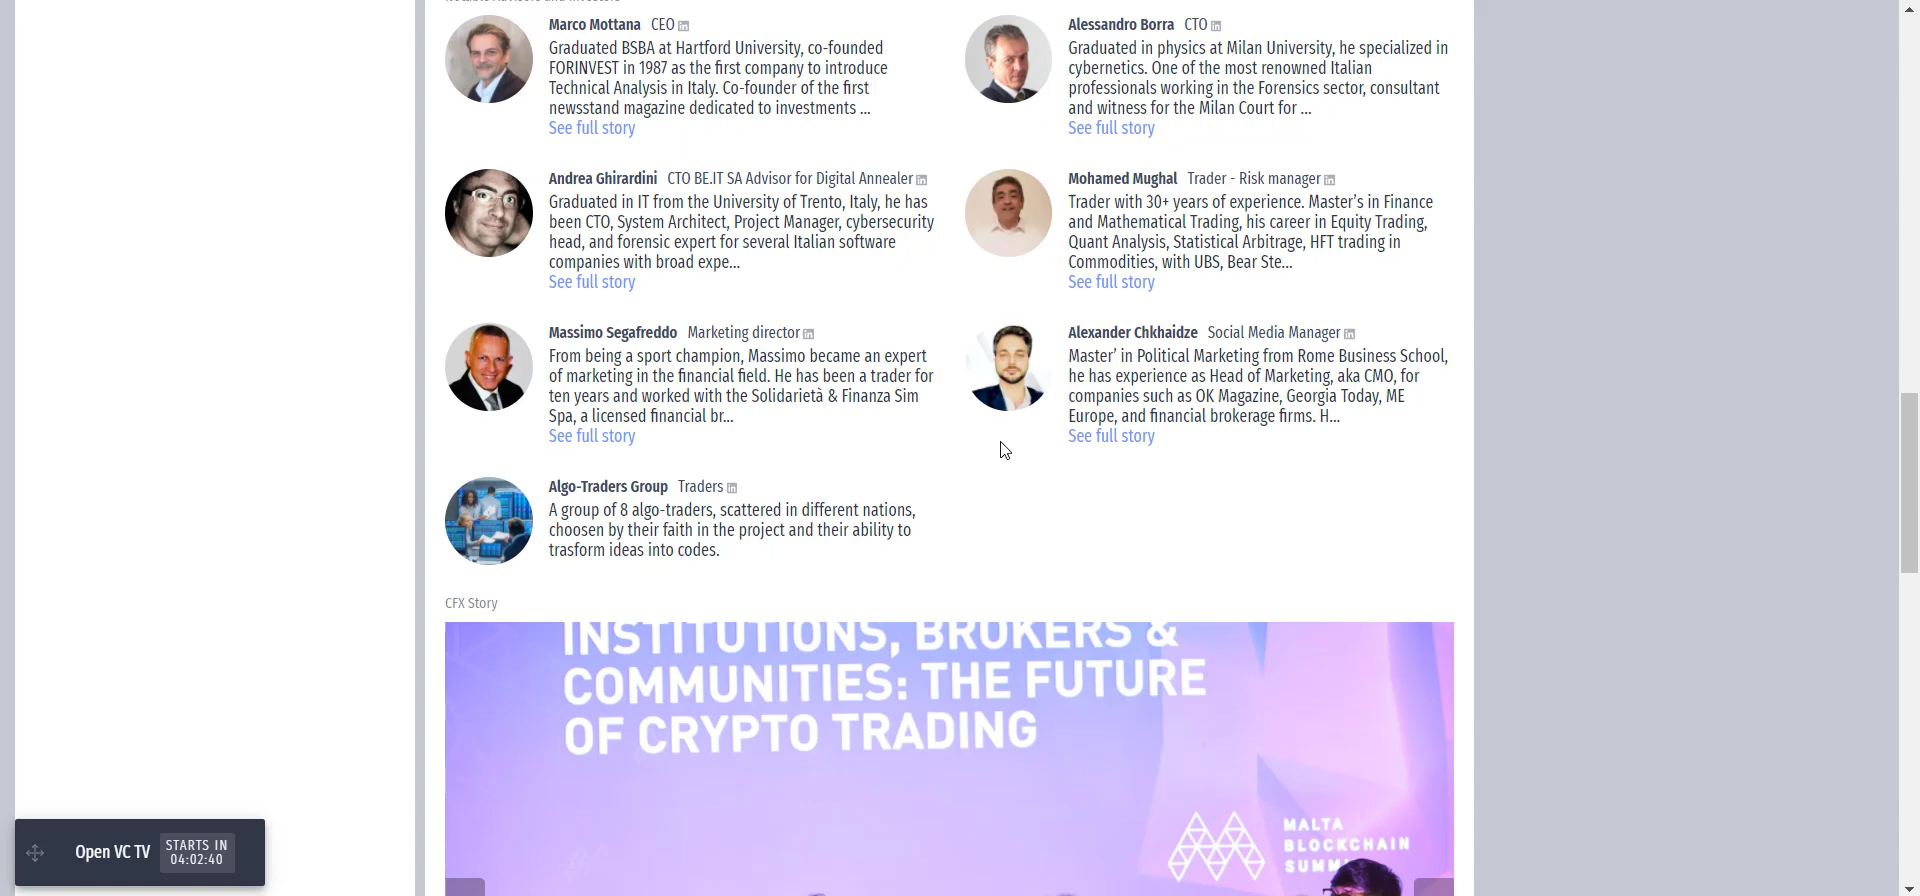 Marco Mottana CEO
Graduated BSBA at Hartford University, co-founded
FORINVEST in 1987 as the first company to introduce
Technical Analysis in Italy. Co-founder of the first
newsstand magazine dedicated to investments ...
See full story
Alessandro Borra CTO
Graduated in physics at Milan University, he specialized in
cybernetics. One of the most renowned Italian
professionals working in the Forensics sector, consultant
and witness for the Milan Court for ...
See full story
Andrea Ghirardini CTO BE.IT SA Advisor for Digital Annealer
Graduated in IT from the University of Trento, Italy, he has
been CTO, System Architect, Project Manager, cybersecurity
head, and forensic expert for several Italian software
companies with broad expe...
See full story
Mohamed Mughal Trader - Risk manager
Trader with 30+ years of experience. Master’s in Finance
and Mathematical Trading, his career in Equity Trading,
Quant Analysis, Statistical Arbitrage, HFT trading in
Commodities, with UBS, Bear Ste...
See full story
Massimo Segafreddo Marketing director
From being a sport champion, Massimo became an expert
of marketing in the financial field. He has been a trader for
ten years and worked with the Solidarietà & Finanza Sim
Spa, a licensed financial br...
See full story
Alexander Chkhaidze Social Media Manager
Master’ in Political Marketing from Rome Business School,
he has experience as Head of Marketing, aka CMO, for
companies such as OK Magazine, Georgia Today, ME
Europe, and financial brokerage firms. H...
See full story
Algo-Traders Group Traders
A group of 8 algo-traders, scattered in different nations,
choosen by their faith in the project and their ability to
trasform ideas into codes.
CFX Story
INSTITUTIONS, BROKERS &
COMMUNITIES: THE FUTURE
OF CRYPTO TRADING
MALTA
BLOCKCHAIN
Open VC TV
STARTS IN
04:02:40